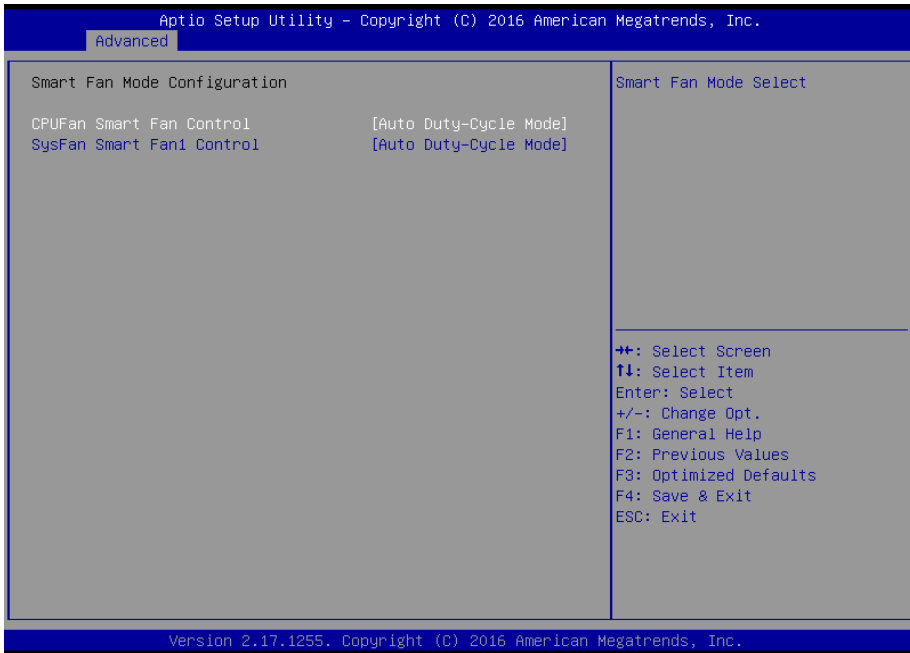 Aptio Setup Utility – Copyright (C) 2016 American Megatrends, Inc.
Advanced
Smart Fan Mode Configuration
CPUFan Smart Fan Control [Auto Duty-Cycle Mode]
SysFan Smart Fan1 Control [Auto Duty-Cycle Mode]
Smart Fan Mode Select
→←: Select Screen
↑↓: Select Item
Enter: Select
+/-: Change Opt.
F1: General Help
F2: Previous Values
F3: Optimized Defaults
F4: Save & Exit
ESC: Exit
Version 2.17.1255. Copyright (C) 2016 American Megatrends, Inc.